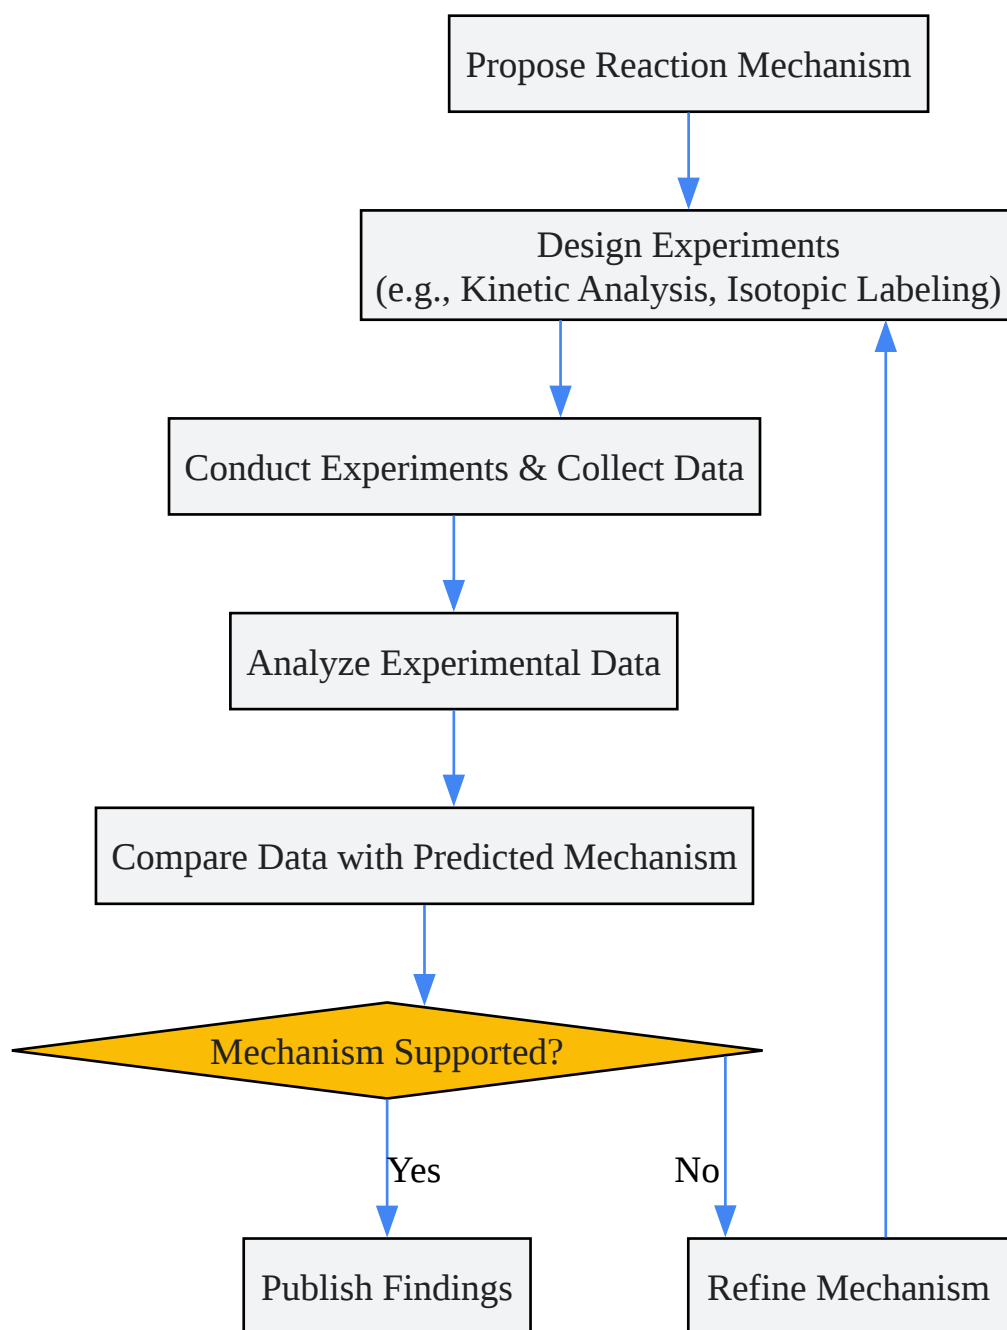 Propose Reaction Mechanism
Design Experiments
(e.g., Kinetic Analysis, Isotopic Labeling)
Conduct Experiments & Collect Data
Analyze Experimental Data
Compare Data with Predicted Mechanism
Mechanism Supported?
Yes
No
Publish Findings
Refine Mechanism